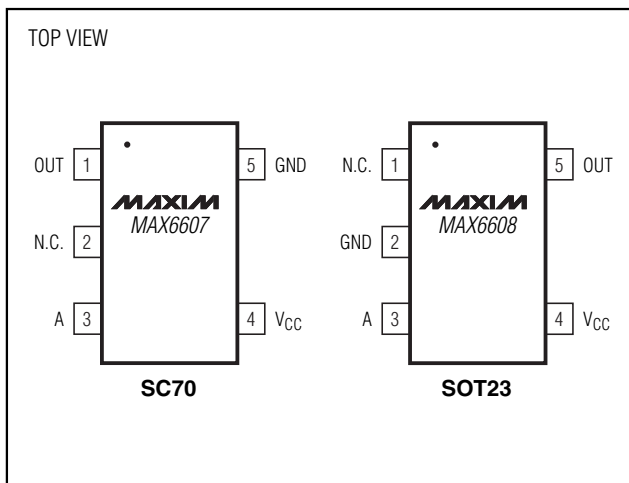 TOP VIEW
OUT 1
5 GND
MAXIM
MAX6607
N.C. 2
A 3
4 VCC
SC70
N.C. 1
5 OUT
MAXIM
MAX6608
GND 2
A 3
4 VCC
SOT23